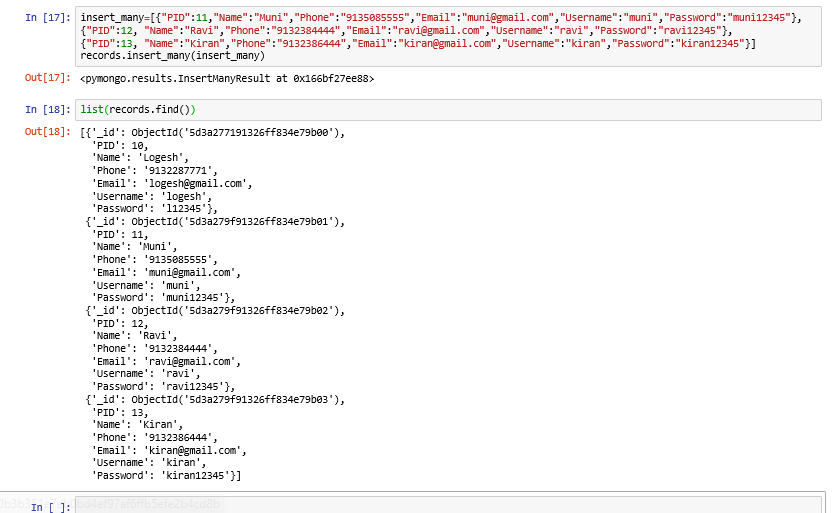 In [17]: insert_many=[{"PID":11,"Name":"Muni","Phone":"9135085555","Email":"muni@gmail.com","Username":"muni","Password":"muni12345"},
{"PID":12, "Name":"Ravi","Phone":"9132384444","Email":"ravi@gmail.com","Username":"ravi","Password":"ravi12345"},
{"PID":13, "Name":"Kiran","Phone":"9132386444","Email":"kiran@gmail.com","Username":"kiran","Password":"kiran12345"}]
records.insert_many(insert_many)
Out[17]: <pymongo.results.InsertManyResult at 0x166bf27ee88>
In [18]: list(records.find())
Out[18]: [{'_id': ObjectId('5d3a277191326ff834e79b00'),
'PID': 10,
'Name': 'Logesh',
'Phone': '9132287771',
'Email': 'logesh@gmail.com',
'Username': 'logesh',
'Password': 'l12345'},
{'_id': ObjectId('5d3a279f91326ff834e79b01'),
'PID': 11,
'Name': 'Muni',
'Phone': '9135085555',
'Email': 'muni@gmail.com',
'Username': 'muni',
'Password': 'muni12345'},
{'_id': ObjectId('5d3a279f91326ff834e79b02'),
'PID': 12,
'Name': 'Ravi',
'Phone': '9132384444',
'Email': 'ravi@gmail.com',
'Username': 'ravi',
'Password': 'ravi12345'},
{'_id': ObjectId('5d3a279f91326ff834e79b03'),
'PID': 13,
'Name': 'Kiran',
'Phone': '9132386444',
'Email': 'kiran@gmail.com',
'Username': 'kiran',
'Password': 'kiran12345'}]
In [ ]: